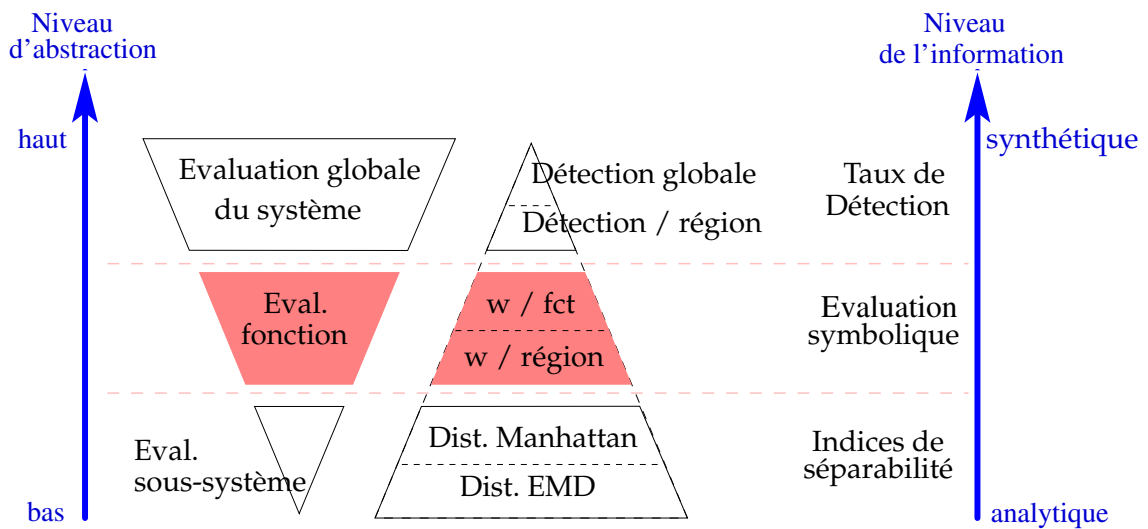 Niveau
d'abstraction
Niveau
de l'information
haut
synthétique
Evaluation globale
du système
Détection globale
Détection / région
Taux de
Détection
Eval.
fonction
w / fct
w / région
Evaluation
symbolique
Eval.
sous-système
Dist. Manhattan
Dist. EMD
Indices de
séparabilité
bas
analytique